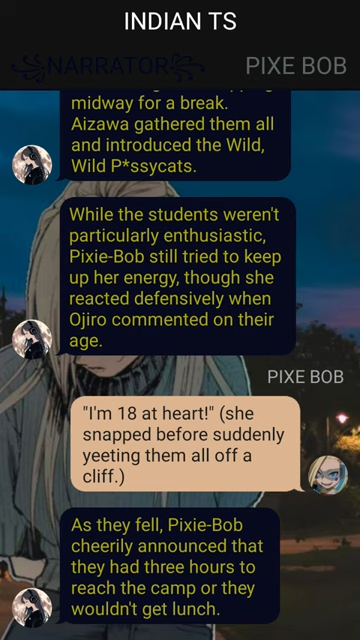 INDIAN TS
꧁NARRATOR꧂ PIXE BOB
midway for a break.
Aizawa gathered them all
and introduced the Wild,
Wild P*ssycats.
While the students weren't
particularly enthusiastic,
Pixie-Bob still tried to keep
up her energy, though she
reacted defensively when
Ojiro commented on their
age.
PIXE BOB
"I'm 18 at heart!" (she
snapped before suddenly
yeeting them all off a
cliff.)
As they fell, Pixie-Bob
cheerily announced that
they had three hours to
reach the camp or they
wouldn't get lunch.